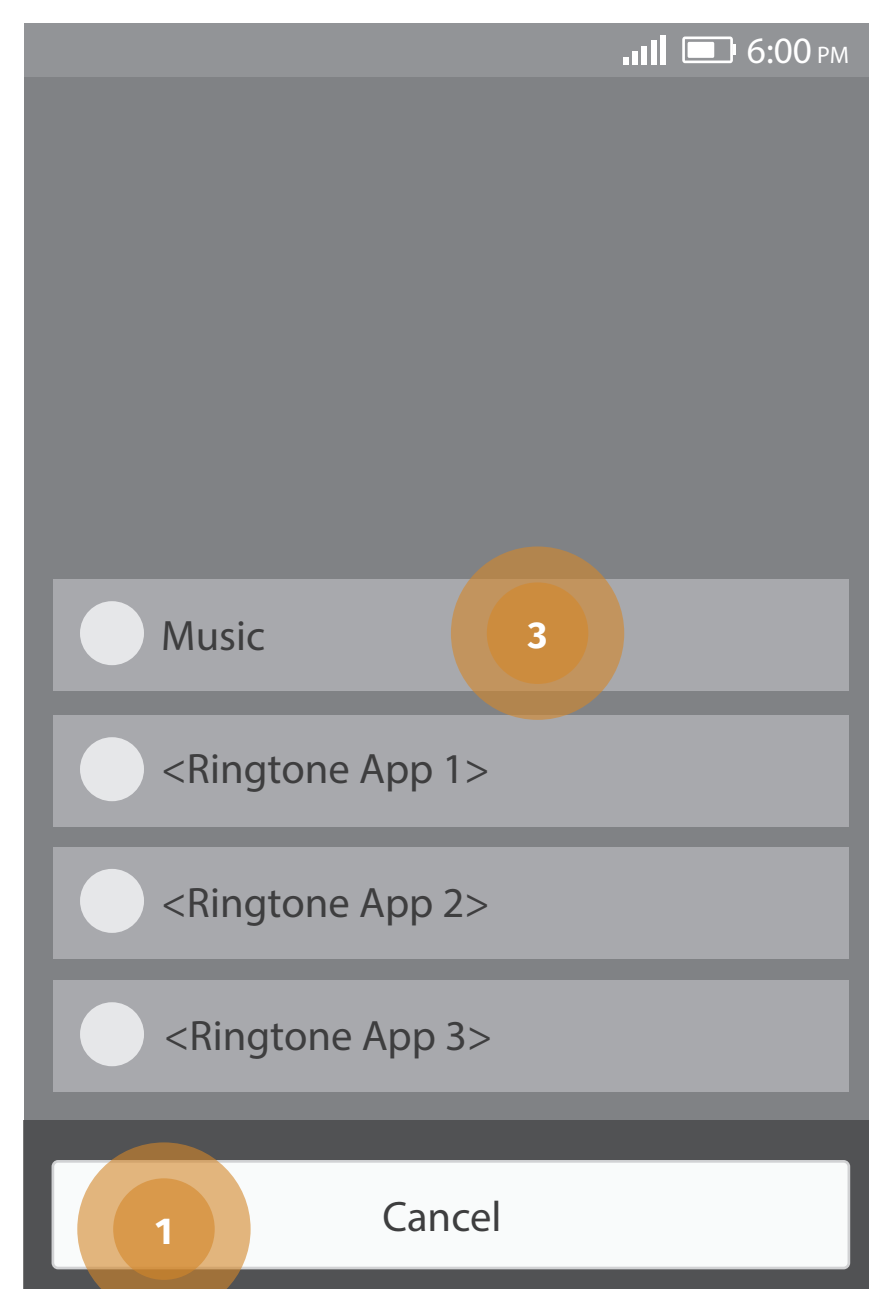 6:00 PM
Music
3
<Ringtone App 1>
<Ringtone App 2>
<Ringtone App 3>
1
Cancel